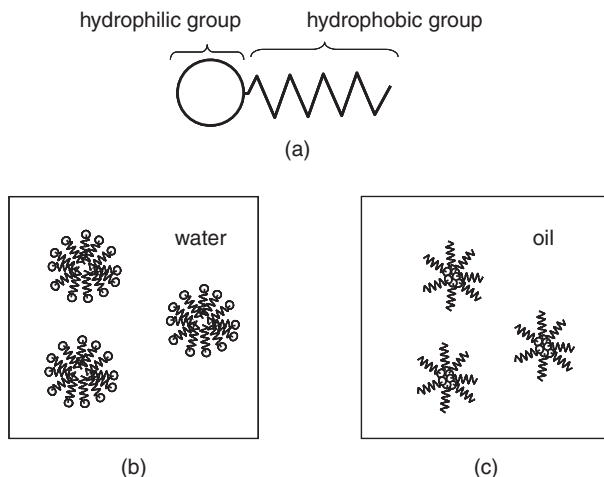 hydrophilic group hydrophobic group
(a)
water
oil
(b)
(c)